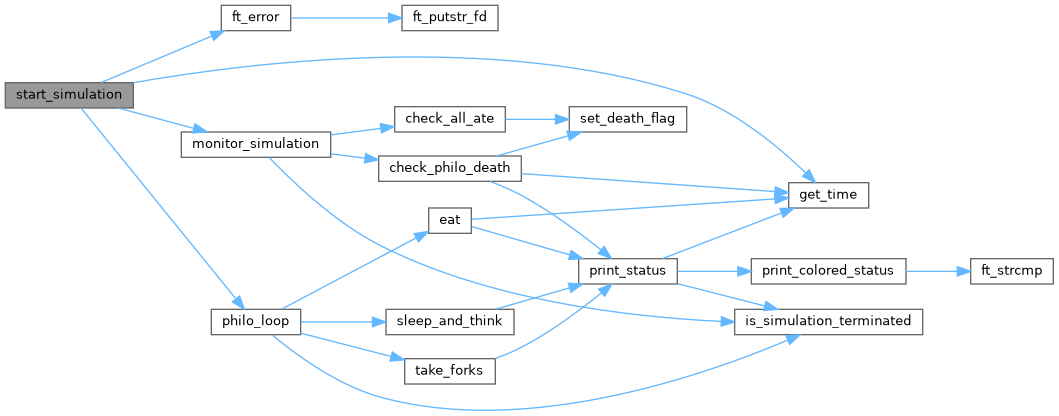 ft_error
ft_putstr_fd
start_simulation
check_all_ate
set_death_flag
monitor_simulation
check_philo_death
get_time
eat
print_status
print_colored_status
ft_strcmp
philo_loop
sleep_and_think
is_simulation_terminated
take_forks